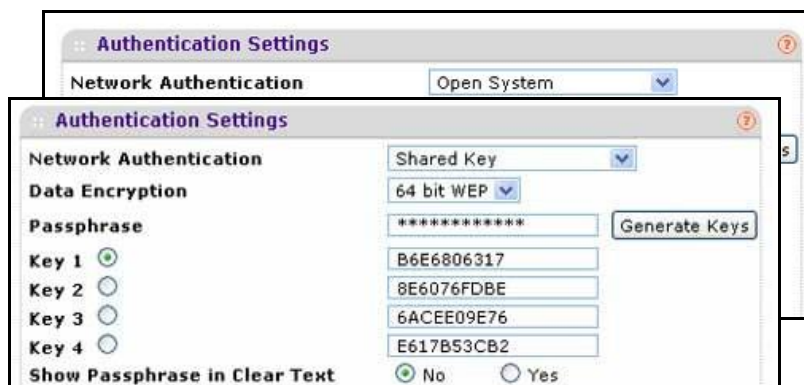 Authentication Settings
Network Authentication Open System
Authentication Settings
Network Authentication Shared Key
s
Data Encryption 64 bit WEP
Passphrase ************ Generate Keys
Key 1 B6E6806317
Key 2 8E6076FDBE
Key 3 6ACEE09E76
Key 4 E617B53CB2
Show Passphrase in Clear Text No Yes